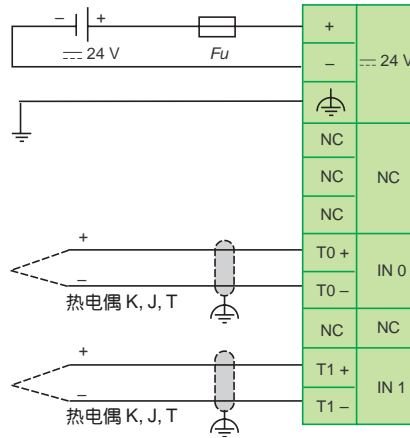 – + +
⎓ 24 V Fu – ⎓ 24 V
NC
NC NC
NC
+ T0 + IN 0
– T0 –
热电偶 K, J, T
NC NC
+ T1 + IN 1
– T1 –
热电偶 K, J, T